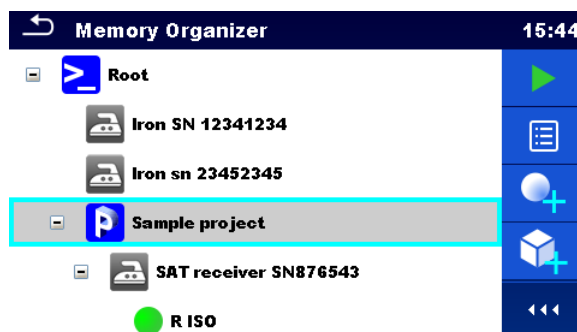 Memory Organizer 15:44
Root
Iron SN 12341234
Iron sn 23452345
Sample project
SAT receiver SN876543
R ISO